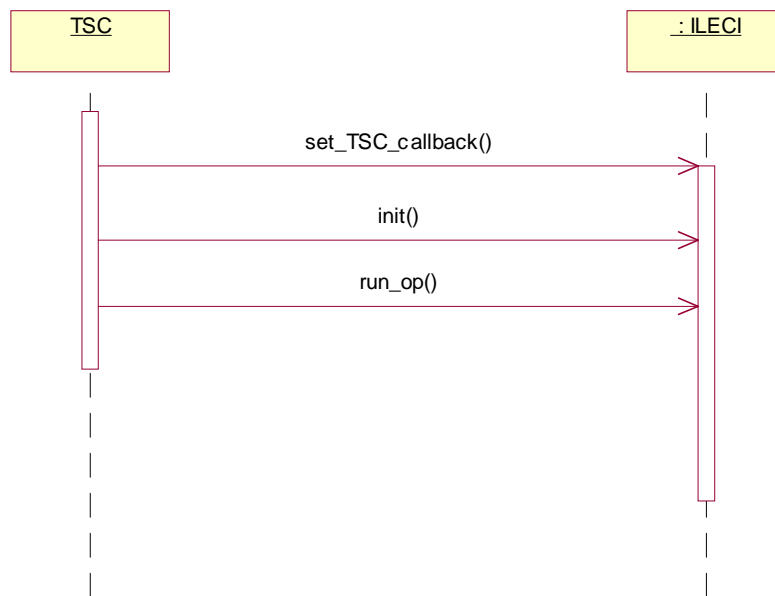 TSC
: ILECI
set_TSC_callback()
init()
run_op()